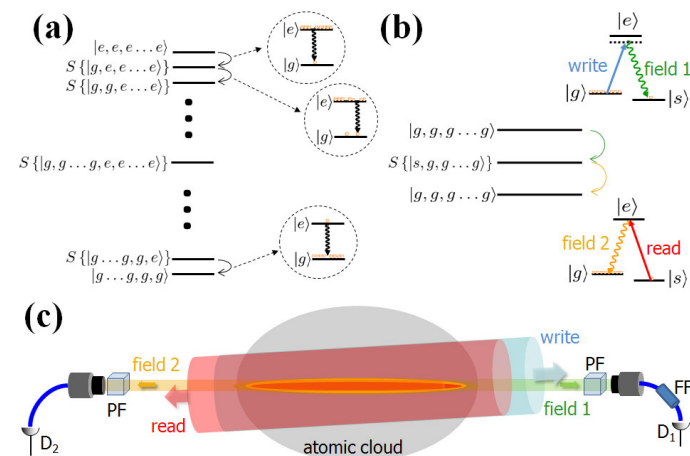 (a)
|e, e, e ... e⟩
S{|g, e, e ... e⟩}
S{|g, g, e ... e⟩}
S{|g, g ... g, e, e ... e⟩}
S{|g ... g, g, e⟩}
|g ... g, g, g⟩
|e⟩
|g⟩
|e⟩
|g⟩
|e⟩
|g⟩
(b)
|e⟩
write
field 1
|g⟩
|s⟩
|g, g, g ... g⟩
S{|s, g, g ... g⟩}
|g, g, g ... g⟩
|e⟩
field 2
read
|g⟩
|s⟩
(c)
write
field 2
PF
PF
FF
read
field 1
D₂
atomic cloud
D₁